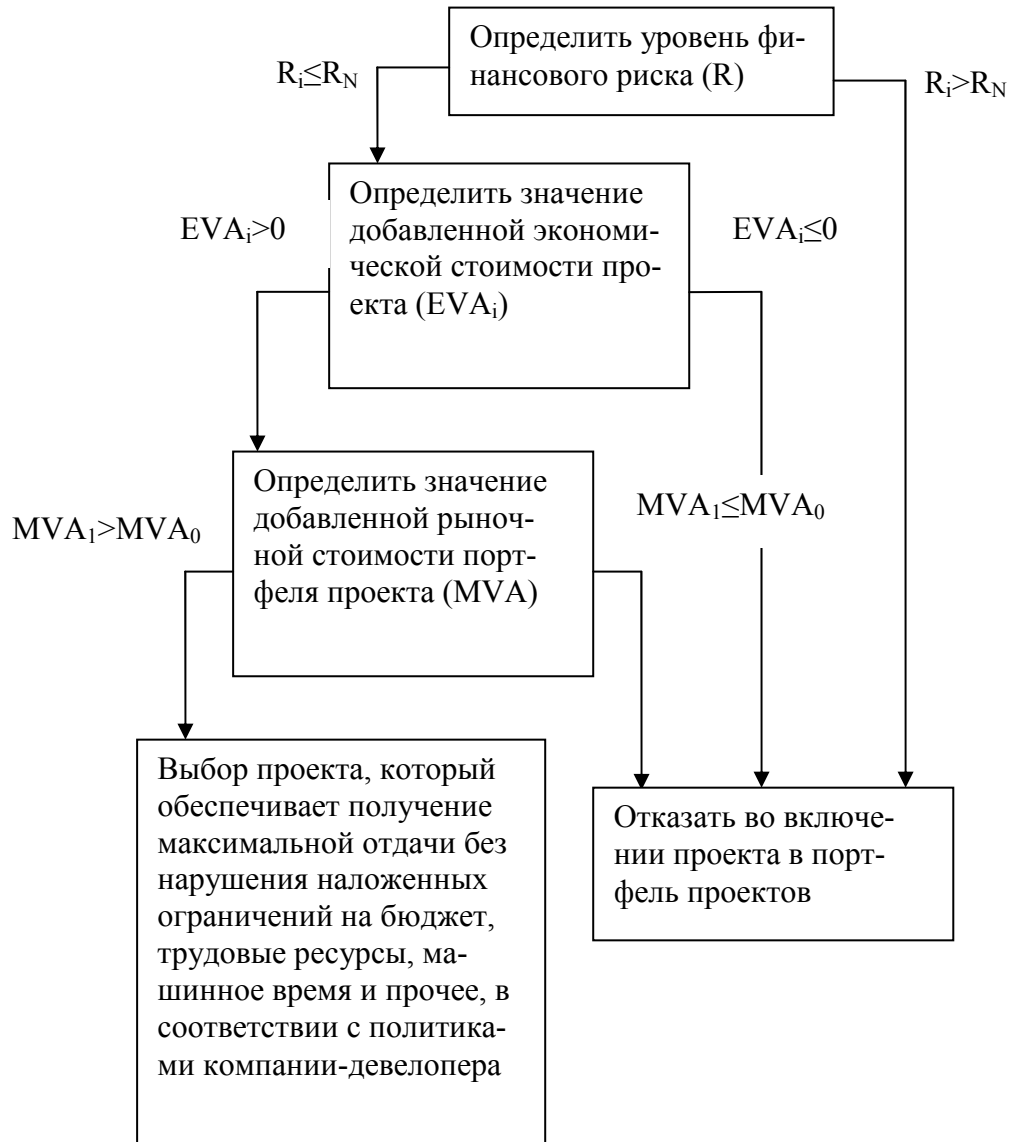 Определить уровень фи-
нансового риска (R)
Ri≤RN
Ri>RN
Определить значение
добавленной экономи-
ческой стоимости про-
екта (EVAi)
EVAi>0
EVAi≤0
Определить значение
добавленной рыноч-
ной стоимости порт-
феля проекта (MVA)
MVA1>MVA0
MVA1≤MVA0
Выбор проекта, который
обеспечивает получение
максимальной отдачи без
нарушения наложенных
ограничений на бюджет,
трудовые ресурсы, ма-
шинное время и прочее, в
соответствии с политика-
ми компании-девелопера
Отказать во включе-
нии проекта в порт-
фель проектов